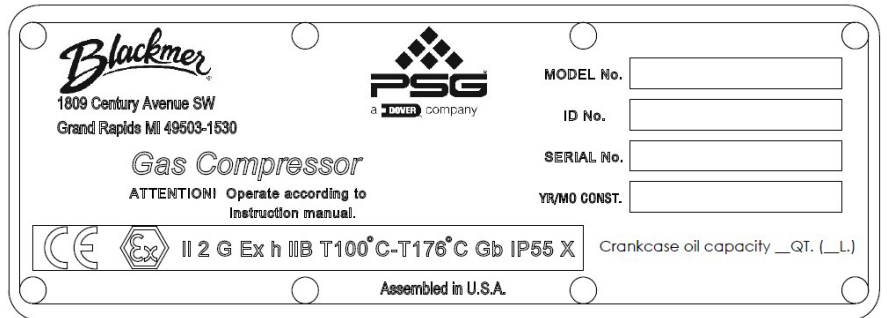 Blackmer
1809 Century Avenue SW
Grand Rapids MI 49503-1530
PSG
a DOVER company
Gas Compressor
ATTENTION! Operate according to
instruction manual.
MODEL No.
ID No.
SERIAL No.
YR/MO CONST.
CE Ex II 2 G Ex h IIB T100°C-T176°C Gb IP55 X
Crankcase oil capacity __QT. (__L.)
Assembled in U.S.A.